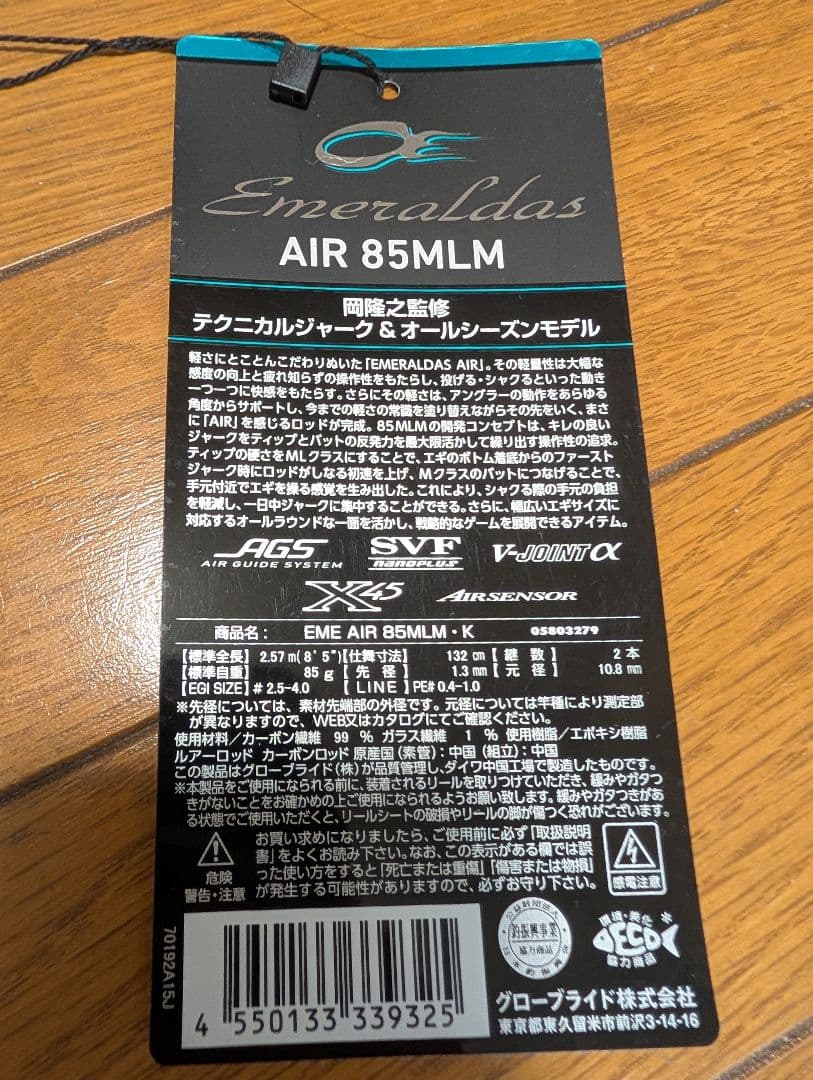 Emeraldas
AIR 85MLM
岡隆之監修
テクニカルジャーク＆オールシーズンモデル
軽さにとことんこだわりぬいた「EMERALDAS AIR」。その軽量性は大幅な
感度の向上と疲れ知らずの操作性をもたらし、投げる・シャクるといった動き
一つ一つに快感をもたらす。さらにその軽さは、アングラーの動作をあらゆる
角度からサポートし、今までの軽さの常識を塗り替えながらその先をいく、まさ
に「AIR」を感じるロッドが完成。85MLMの開発コンセプトは、キレの良い
ジャークをティップとバットの反発力を最大限活かして繰り出す操作性の追求。
ティップの硬さをMLクラスにすることで、エギのボトム着底からのファースト
ジャーク時にロッドがしなる初速を上げ、Mクラスのバットにつなげることで、
手元付近でエギを操る感覚を生み出した。これにより、シャクる際の手元の負担
を軽減し、一日中ジャークに集中することができる。さらに、幅広いエギサイズに
対応するオールラウンドな一面を活かし、戦略的なゲームを展開できるアイテム。
AGS SVF V-JOINT α
AIR GUIDE SYSTEM nanoplus
X45 AIRSENSOR
商品名： EME AIR 85MLM・K 05803279
【標準全長】 2.57m(8'5")【仕舞寸法】 132cm【継数】 2本
【標準自重】 85g【先径】 1.3mm【元径】 10.8mm
【EGI SIZE】#2.5-4.0 【LINE】PE#0.4-1.0
※先径については、素材先端部の外径です。元径については竿種により測定部
が異なりますので、WEB又はカタログにてご確認ください。
使用材料／カーボン繊維 99 % ガラス繊維 1 % 使用樹脂／エポキシ樹脂
ルアーロッド カーボンロッド 原産国（素管）：中国（組立）：中国
この製品はグローブライド（株）が品質管理し、ダイワ中国工場で製造したものです。
※本製品をご使用になられる前に、装着されるリールを取りつけていただき、緩みやガタつ
きがないことをお確かめの上ご使用になられるようお願い致します。緩みやガタつきがあ
る状態でご使用いただくと、リールシートの破損やリールの脚が傷つく恐れがございます。
お買い求めになりましたら、ご使用前に必ず「取扱説明
書」をよくお読み下さい。なお、この表示がある欄では誤
った使い方をすると「死亡または重傷」「傷害または物損」
が発生する可能性がありますので、必ずお守り下さい。
危険
警告・注意
感電注意
公益財団法人
釣振興事業
協力商品
環境・美化
ECO
協力商品
グローブライド株式会社
東京都東久留米市前沢3-14-16
4 550133 339325
70192A15J